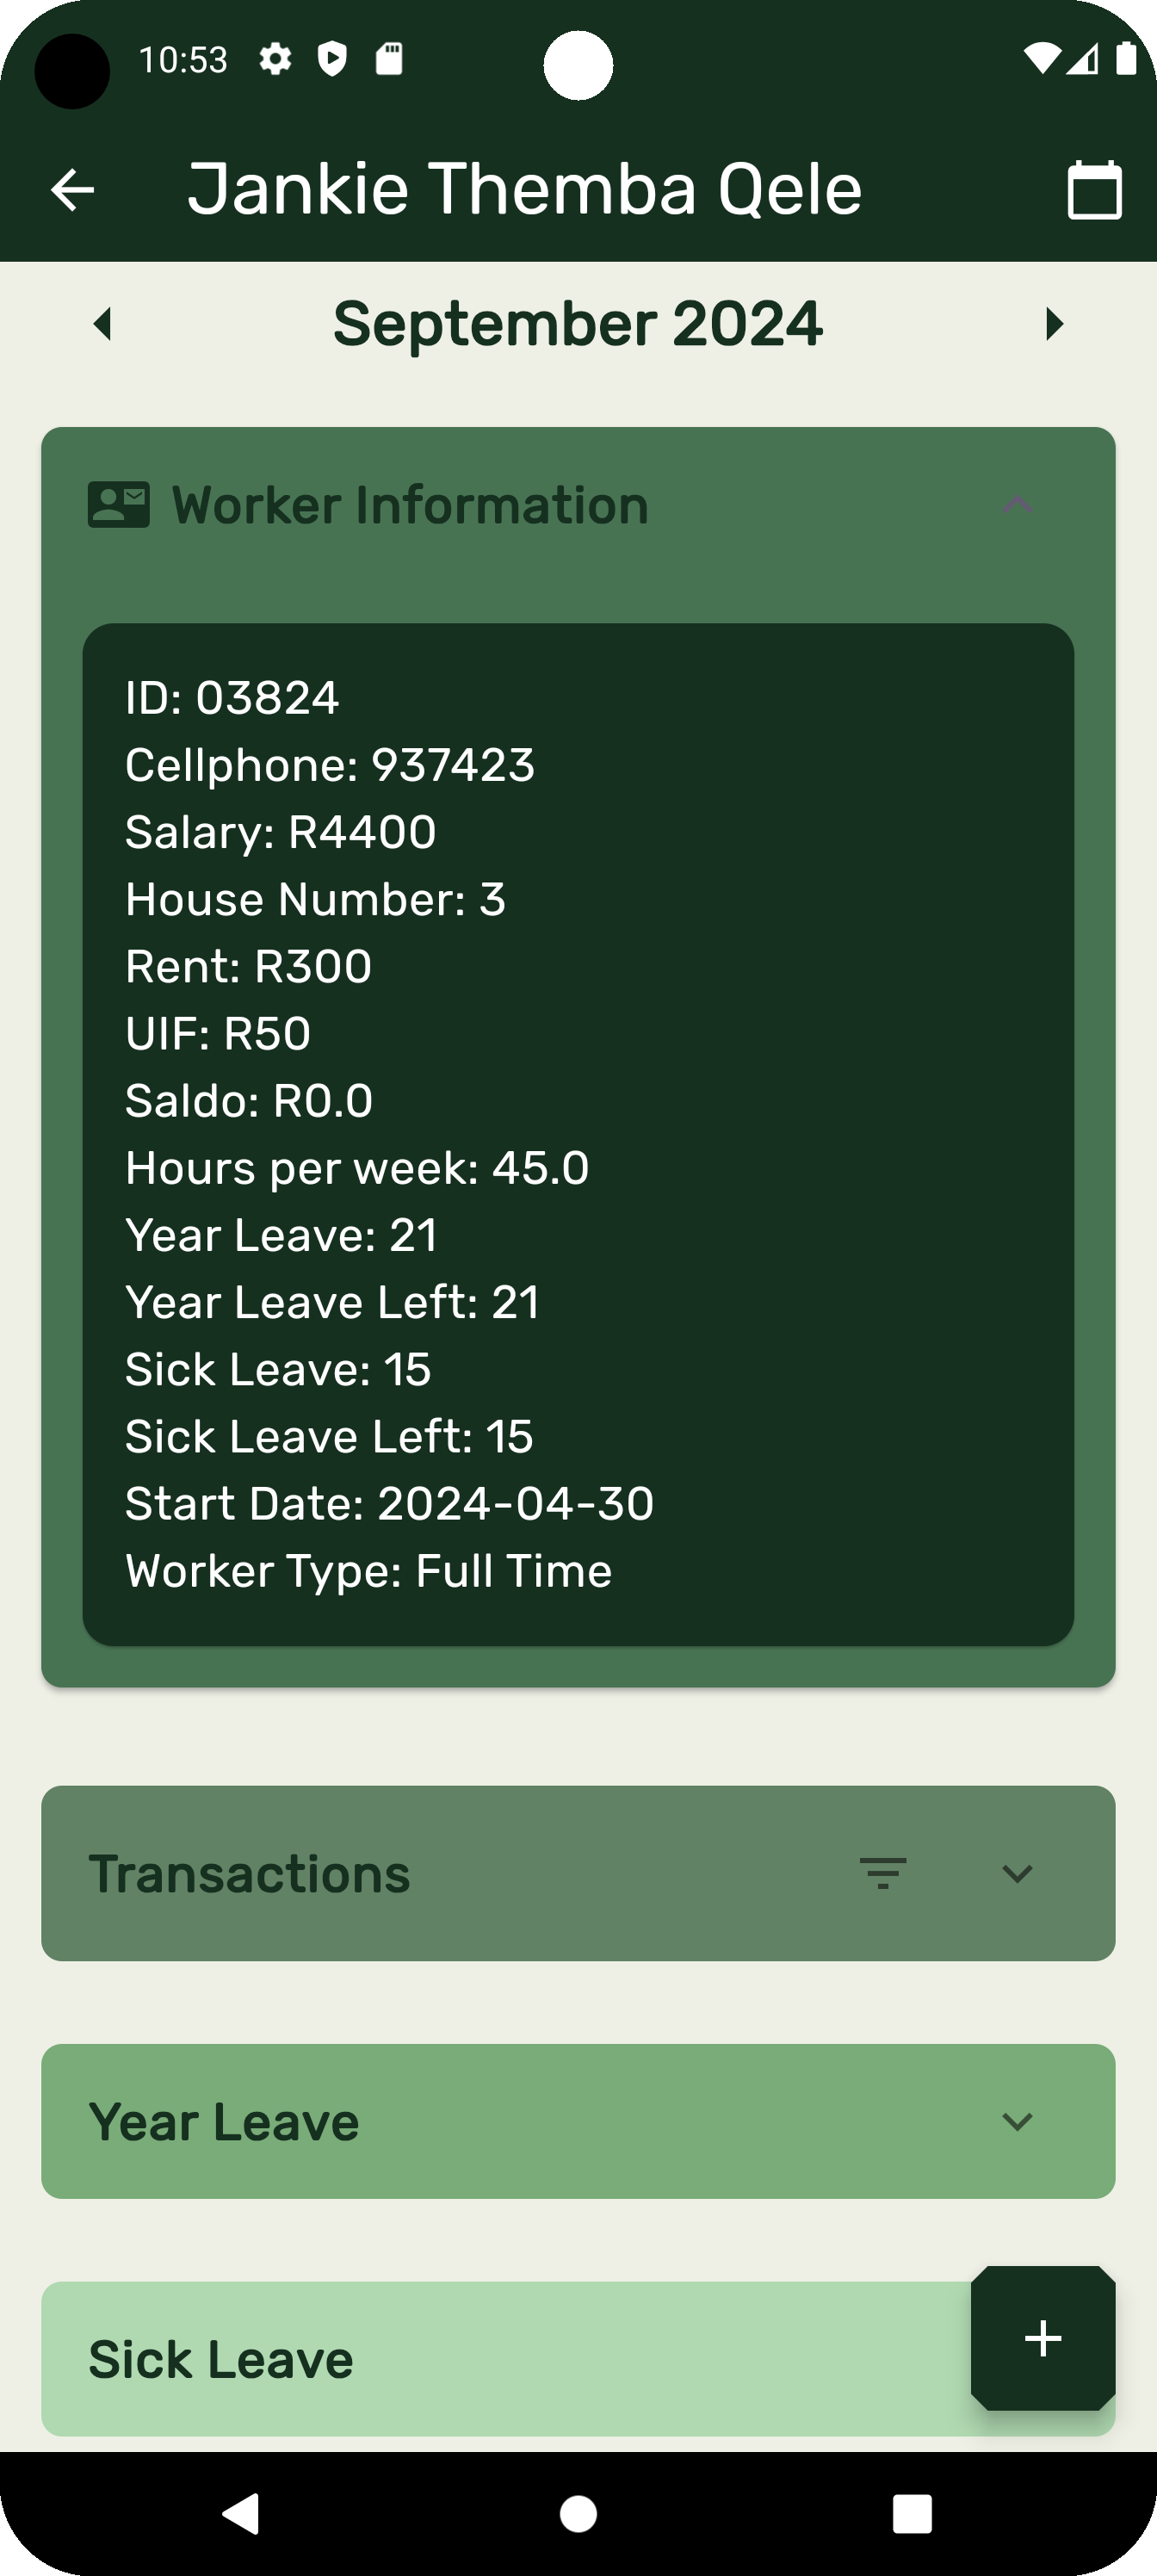 10:53
Jankie Themba Qele
September 2024
Worker Information
ID: 03824
Cellphone: 937423
Salary: R4400
House Number: 3
Rent: R300
UIF: R50
Saldo: R0.0
Hours per week: 45.0
Year Leave: 21
Year Leave Left: 21
Sick Leave: 15
Sick Leave Left: 15
Start Date: 2024-04-30
Worker Type: Full Time
Transactions
Year Leave
Sick Leave
+